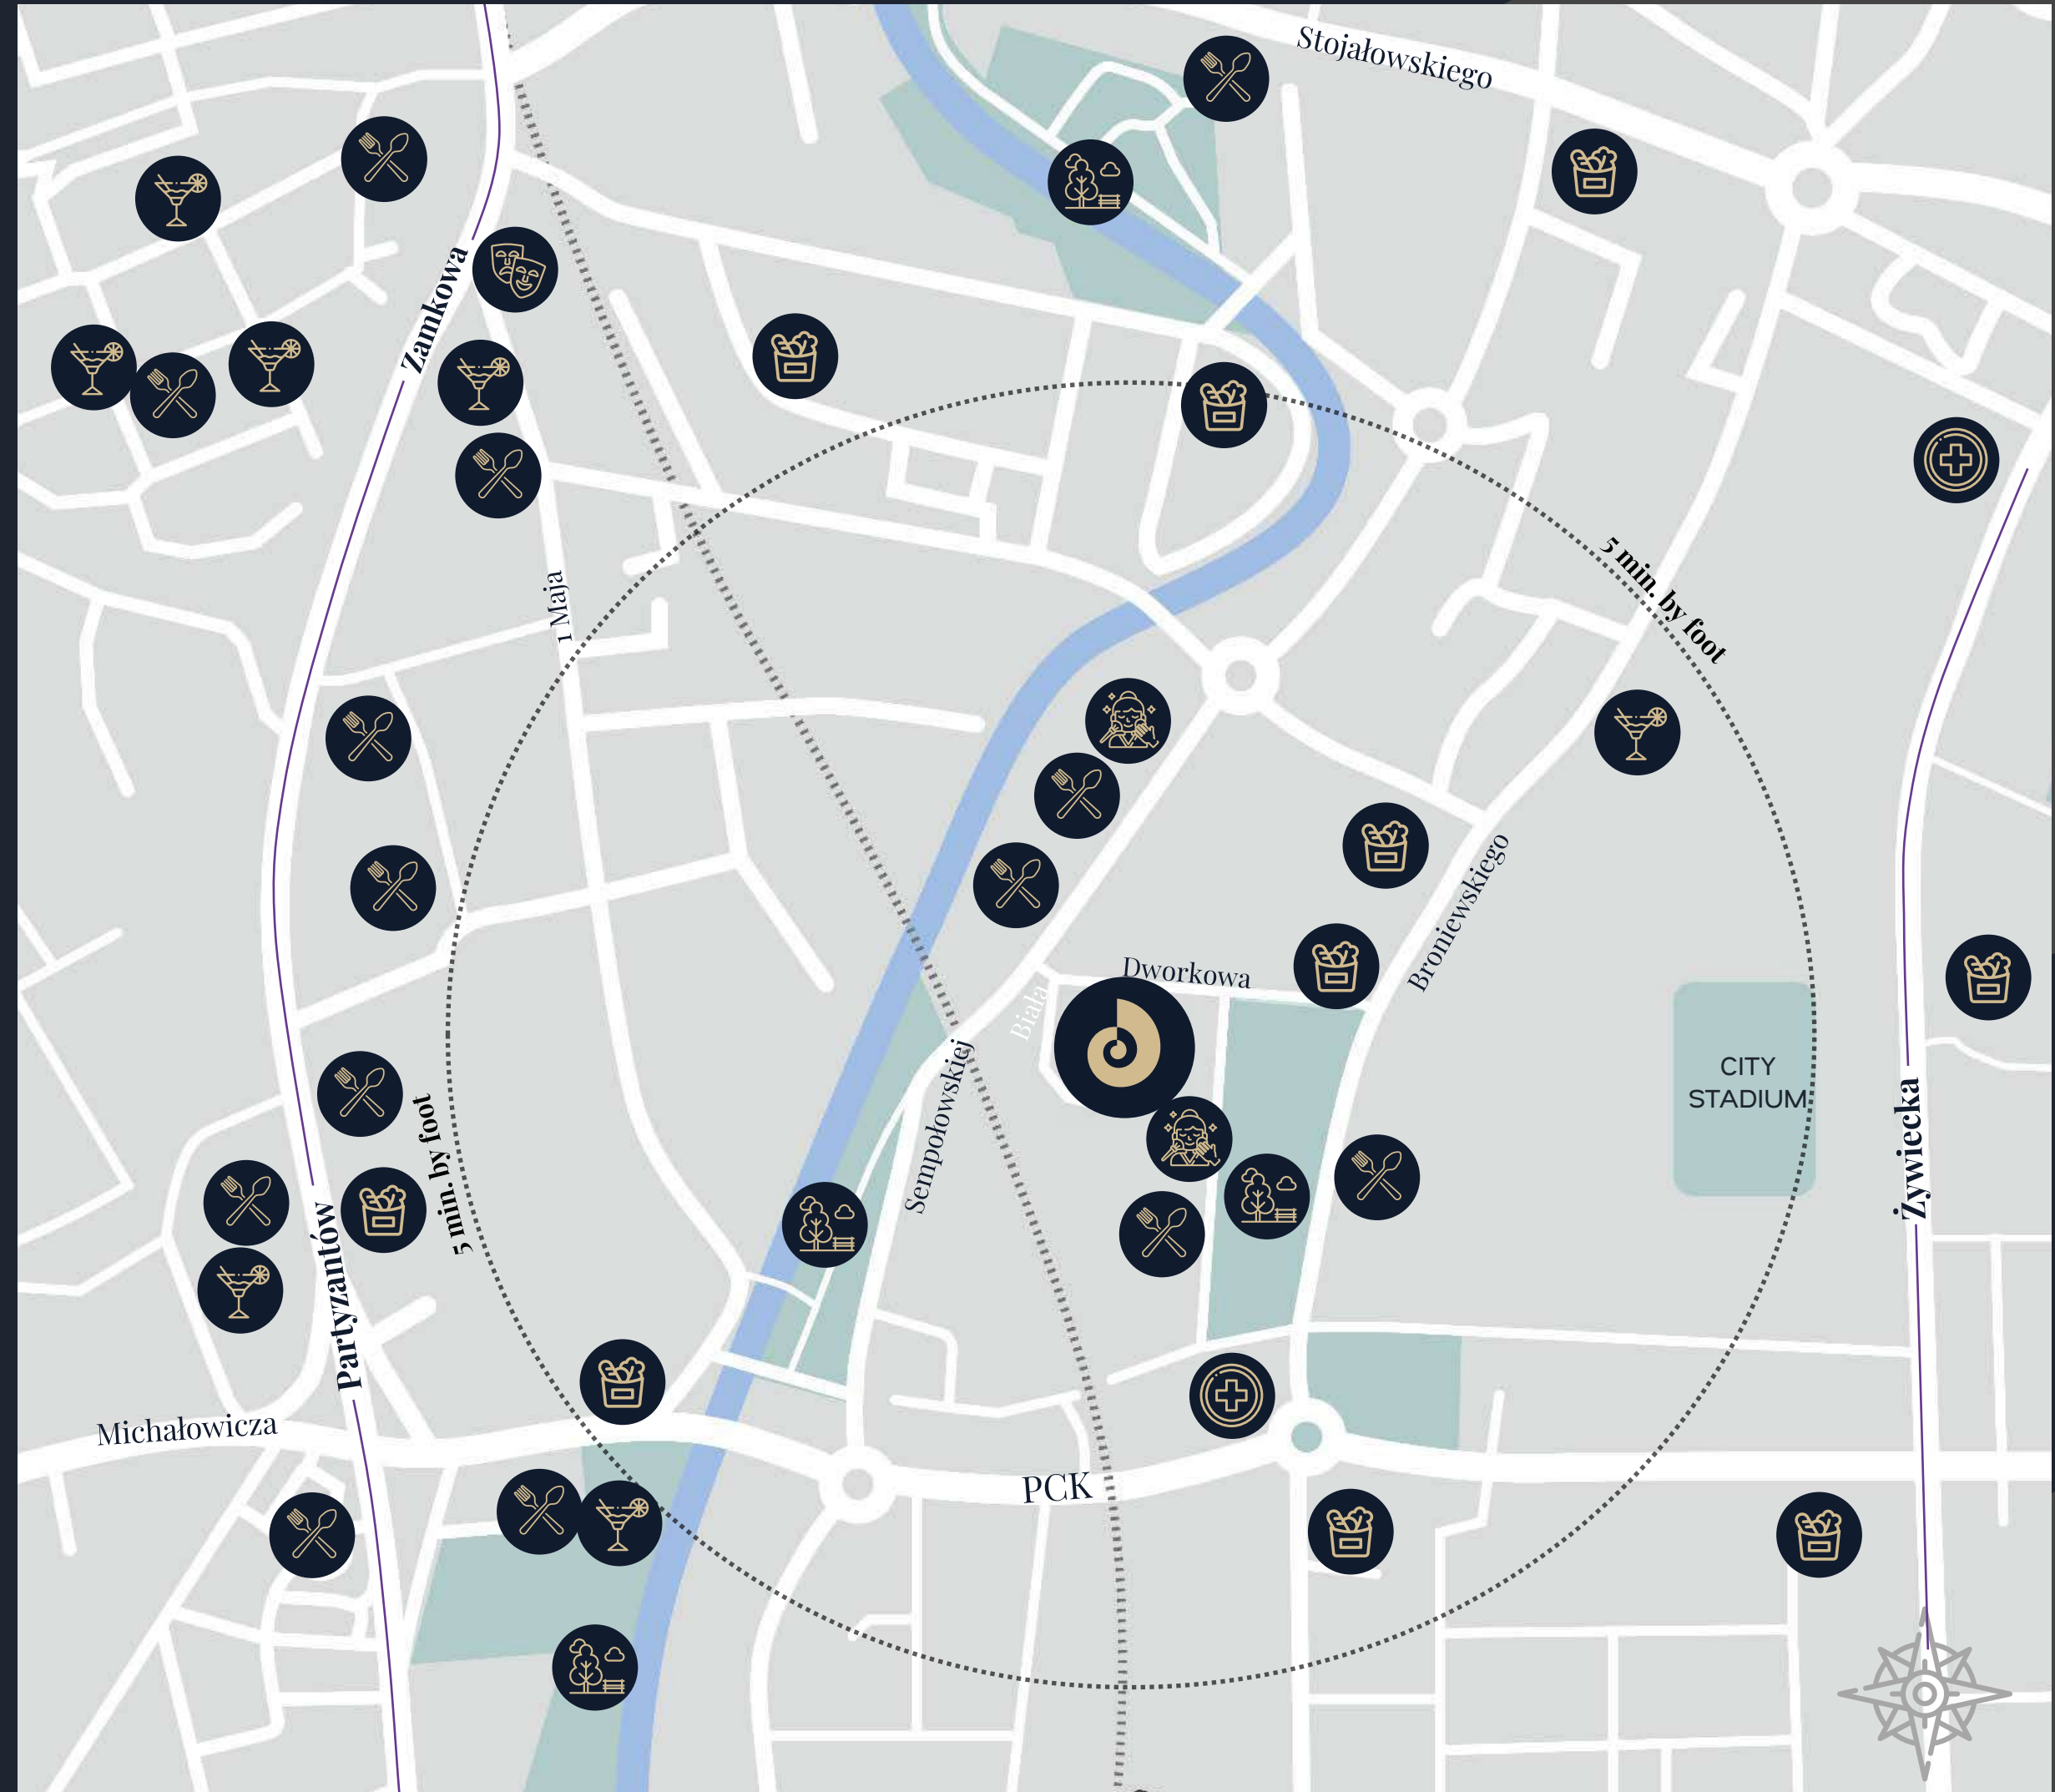 Stojałowskiego
Zamkowa
1 Maja
5 min. by foot
Broniewskiego
Dworkowa
Biała
Sempołowskiej
CITY
STADIUM
Żywiecka
5 min. by foot
Partyzantów
Michałowicza
PCK